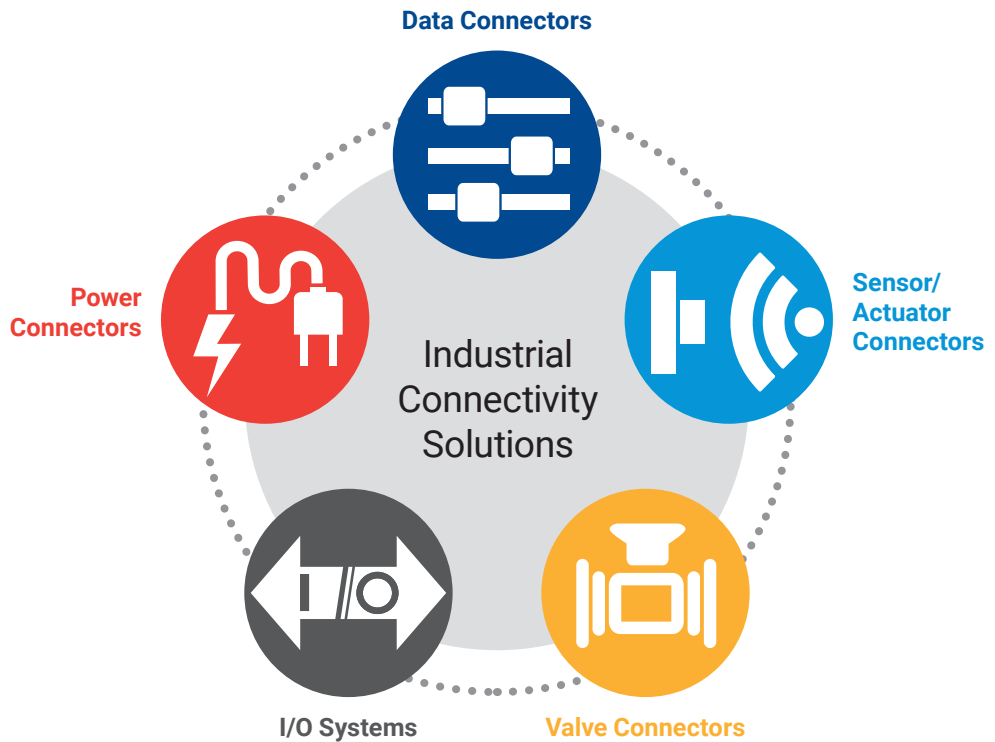 Data Connectors
Power
Connectors
Sensor/
Actuator
Connectors
Industrial
Connectivity
Solutions
I/O
I/O Systems
Valve Connectors